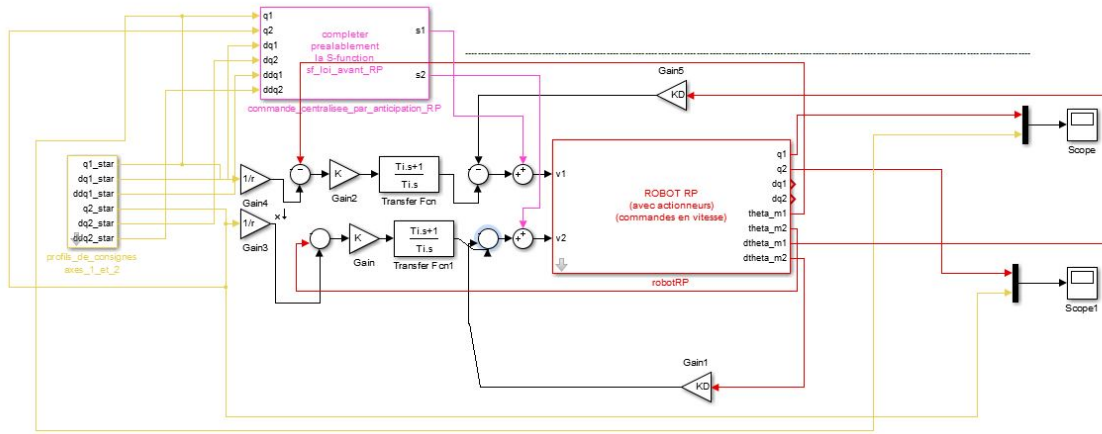 q1
q2
dq1
dq2
ddq1
ddq2
completer
prealablement
la S-function
sf_loi_avant_RP
s1
s2
commande_centralisee_par_anticipation_RP
Gain5
KD
q1_star
dq1_star
ddq1_star
q2_star
dq2_star
ddq2_star
profils_de_consignes
axes_1_et_2
1/r
Gain4
1/r
Gain3
K
Gain2
Ti.s+1
Ti.s
Transfer Fcn
K
Gain
Ti.s+1
Ti.s
Transfer Fcn1
v1
v2
ROBOT RP
(avec actionneurs)
(commandes en vitesse)
q1
q2
dq1
dq2
theta_m1
theta_m2
dtheta_m1
dtheta_m2
robotRP
Scope
Scope1
Gain1
KD